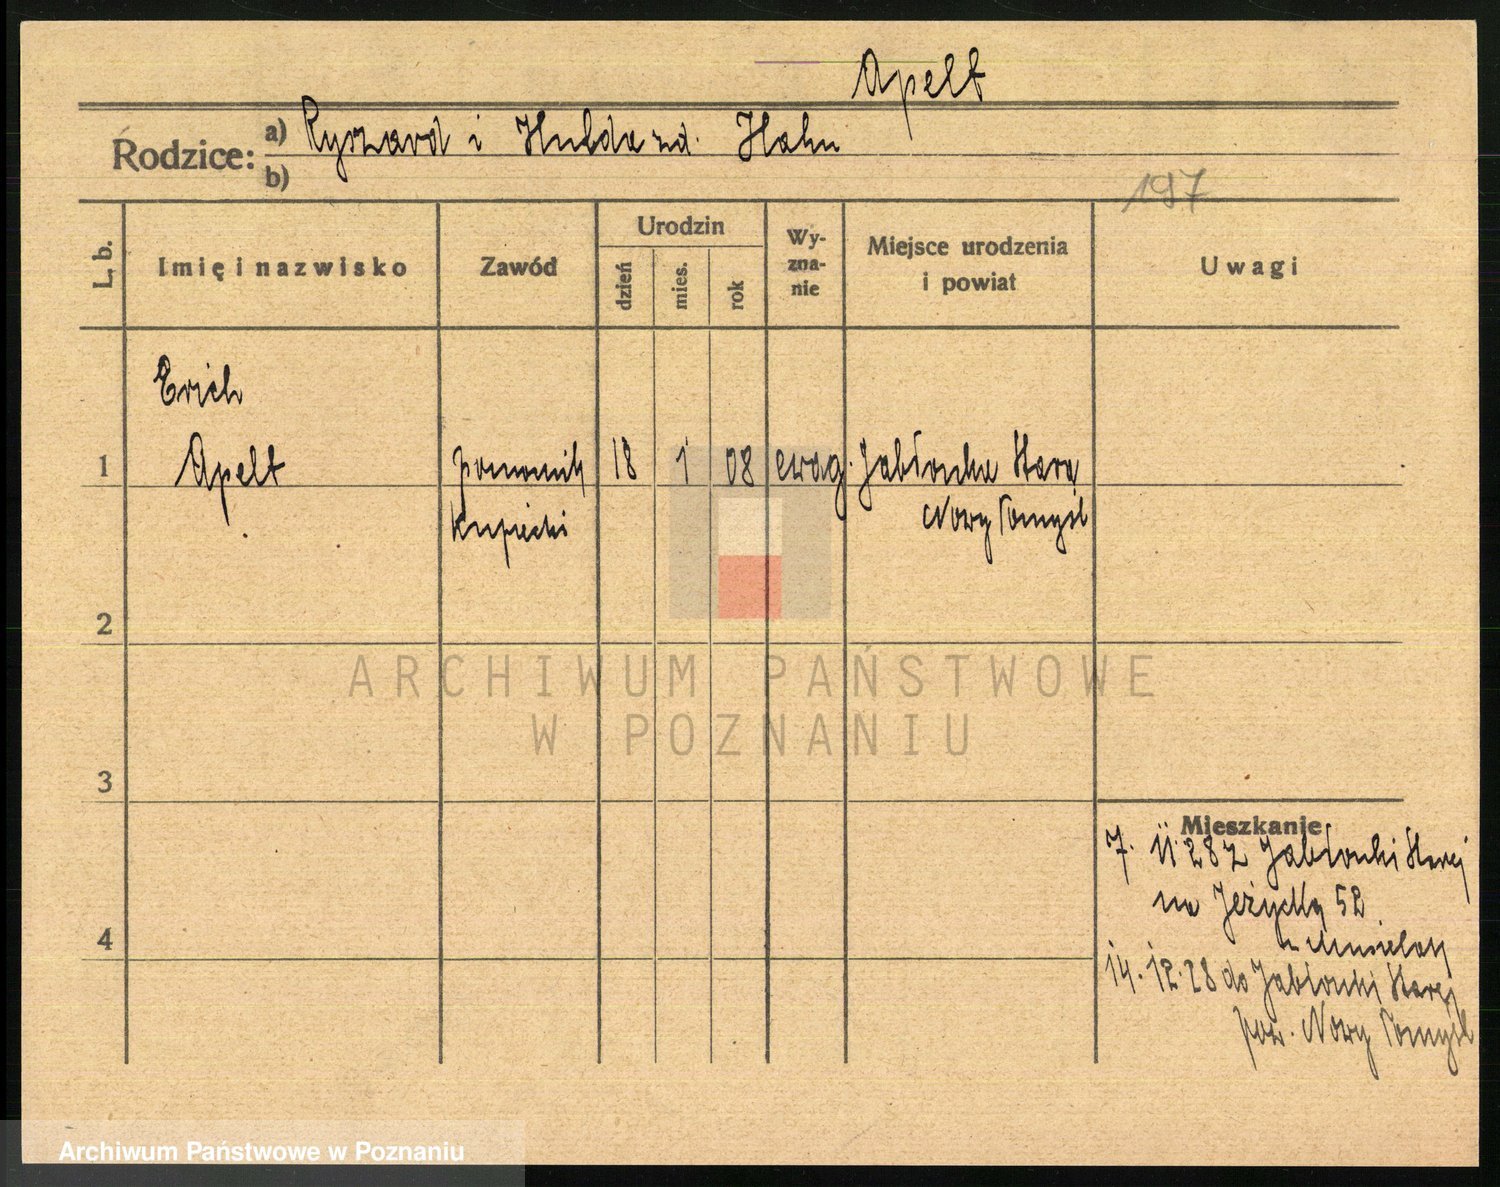 Apelt
Rodzice: a) Ryszard i Hulda zd. Hahn
b)
197
L. b.
Imię i nazwisko
Zawód
Urodzin
dzień
mies.
rok
Wy-
zna-
nie
Miejsce urodzenia
i powiat
Uwagi
Erich
1 Apelt pomocnik 18 1 08 ewag. Jabłonka Stara
kupiecki Nowy Tomyśl
2
ARCHIWUM PAŃSTWOWE
W POZNANIU
3
Mieszkanie
7. 11 28 z Jabłonki Starej
na 52
4
14. 12. 28 do Jabłonki Starej
pow. Nowy Tomyśl
Archiwum Państwowe w Poznaniu